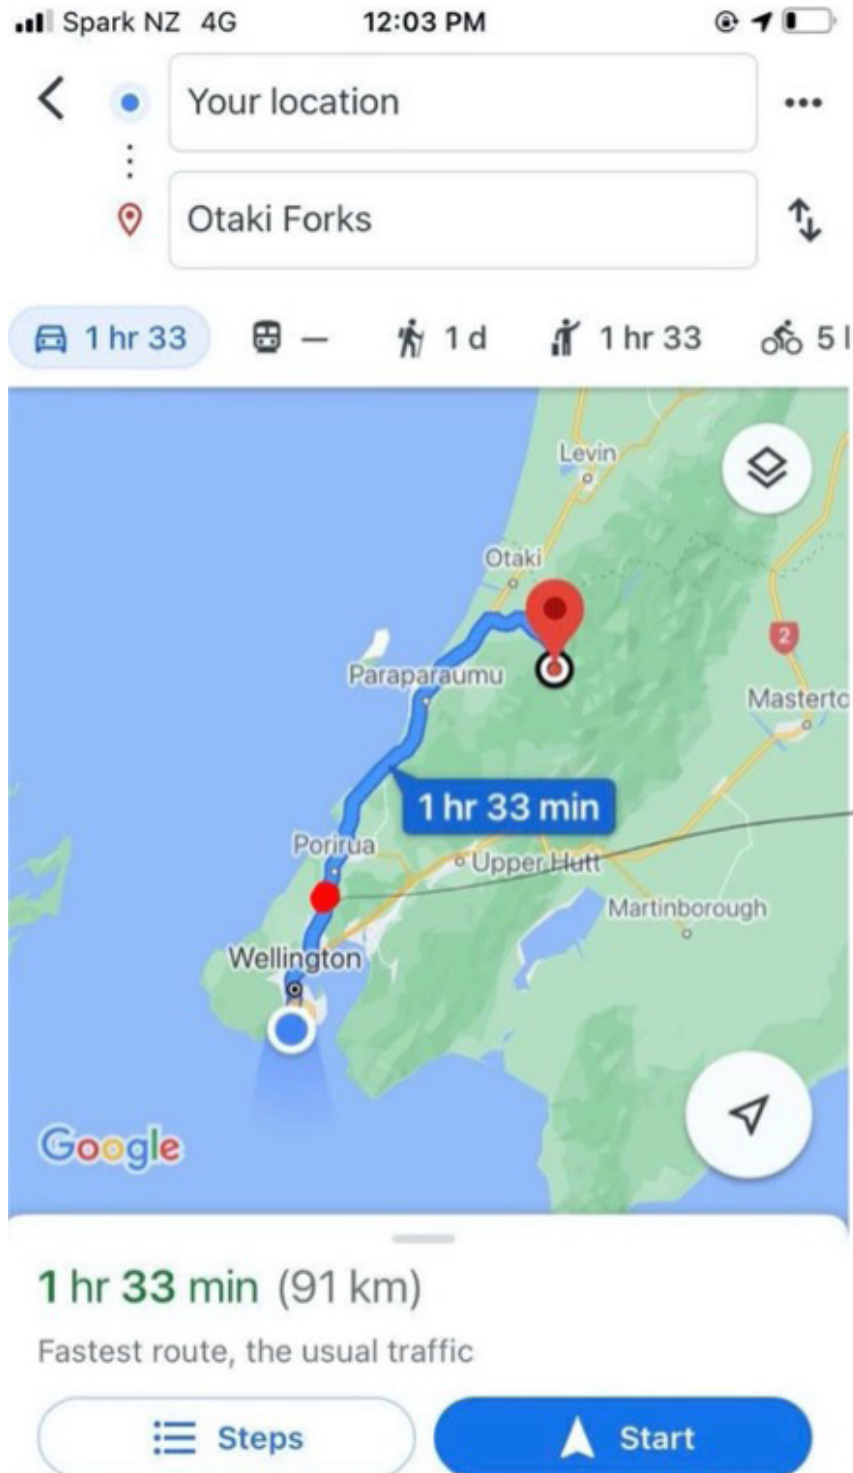 Spark NZ 4G 12:03 PM
Your location
Otaki Forks
1 hr 33 — 1 d 1 hr 33 5
Levin
Otaki
2
Paraparaumu
Masterto
1 hr 33 min
Porirua
Upper Hutt
Martinborough
Wellington
Google
1 hr 33 min (91 km)
Fastest route, the usual traffic
Steps Start